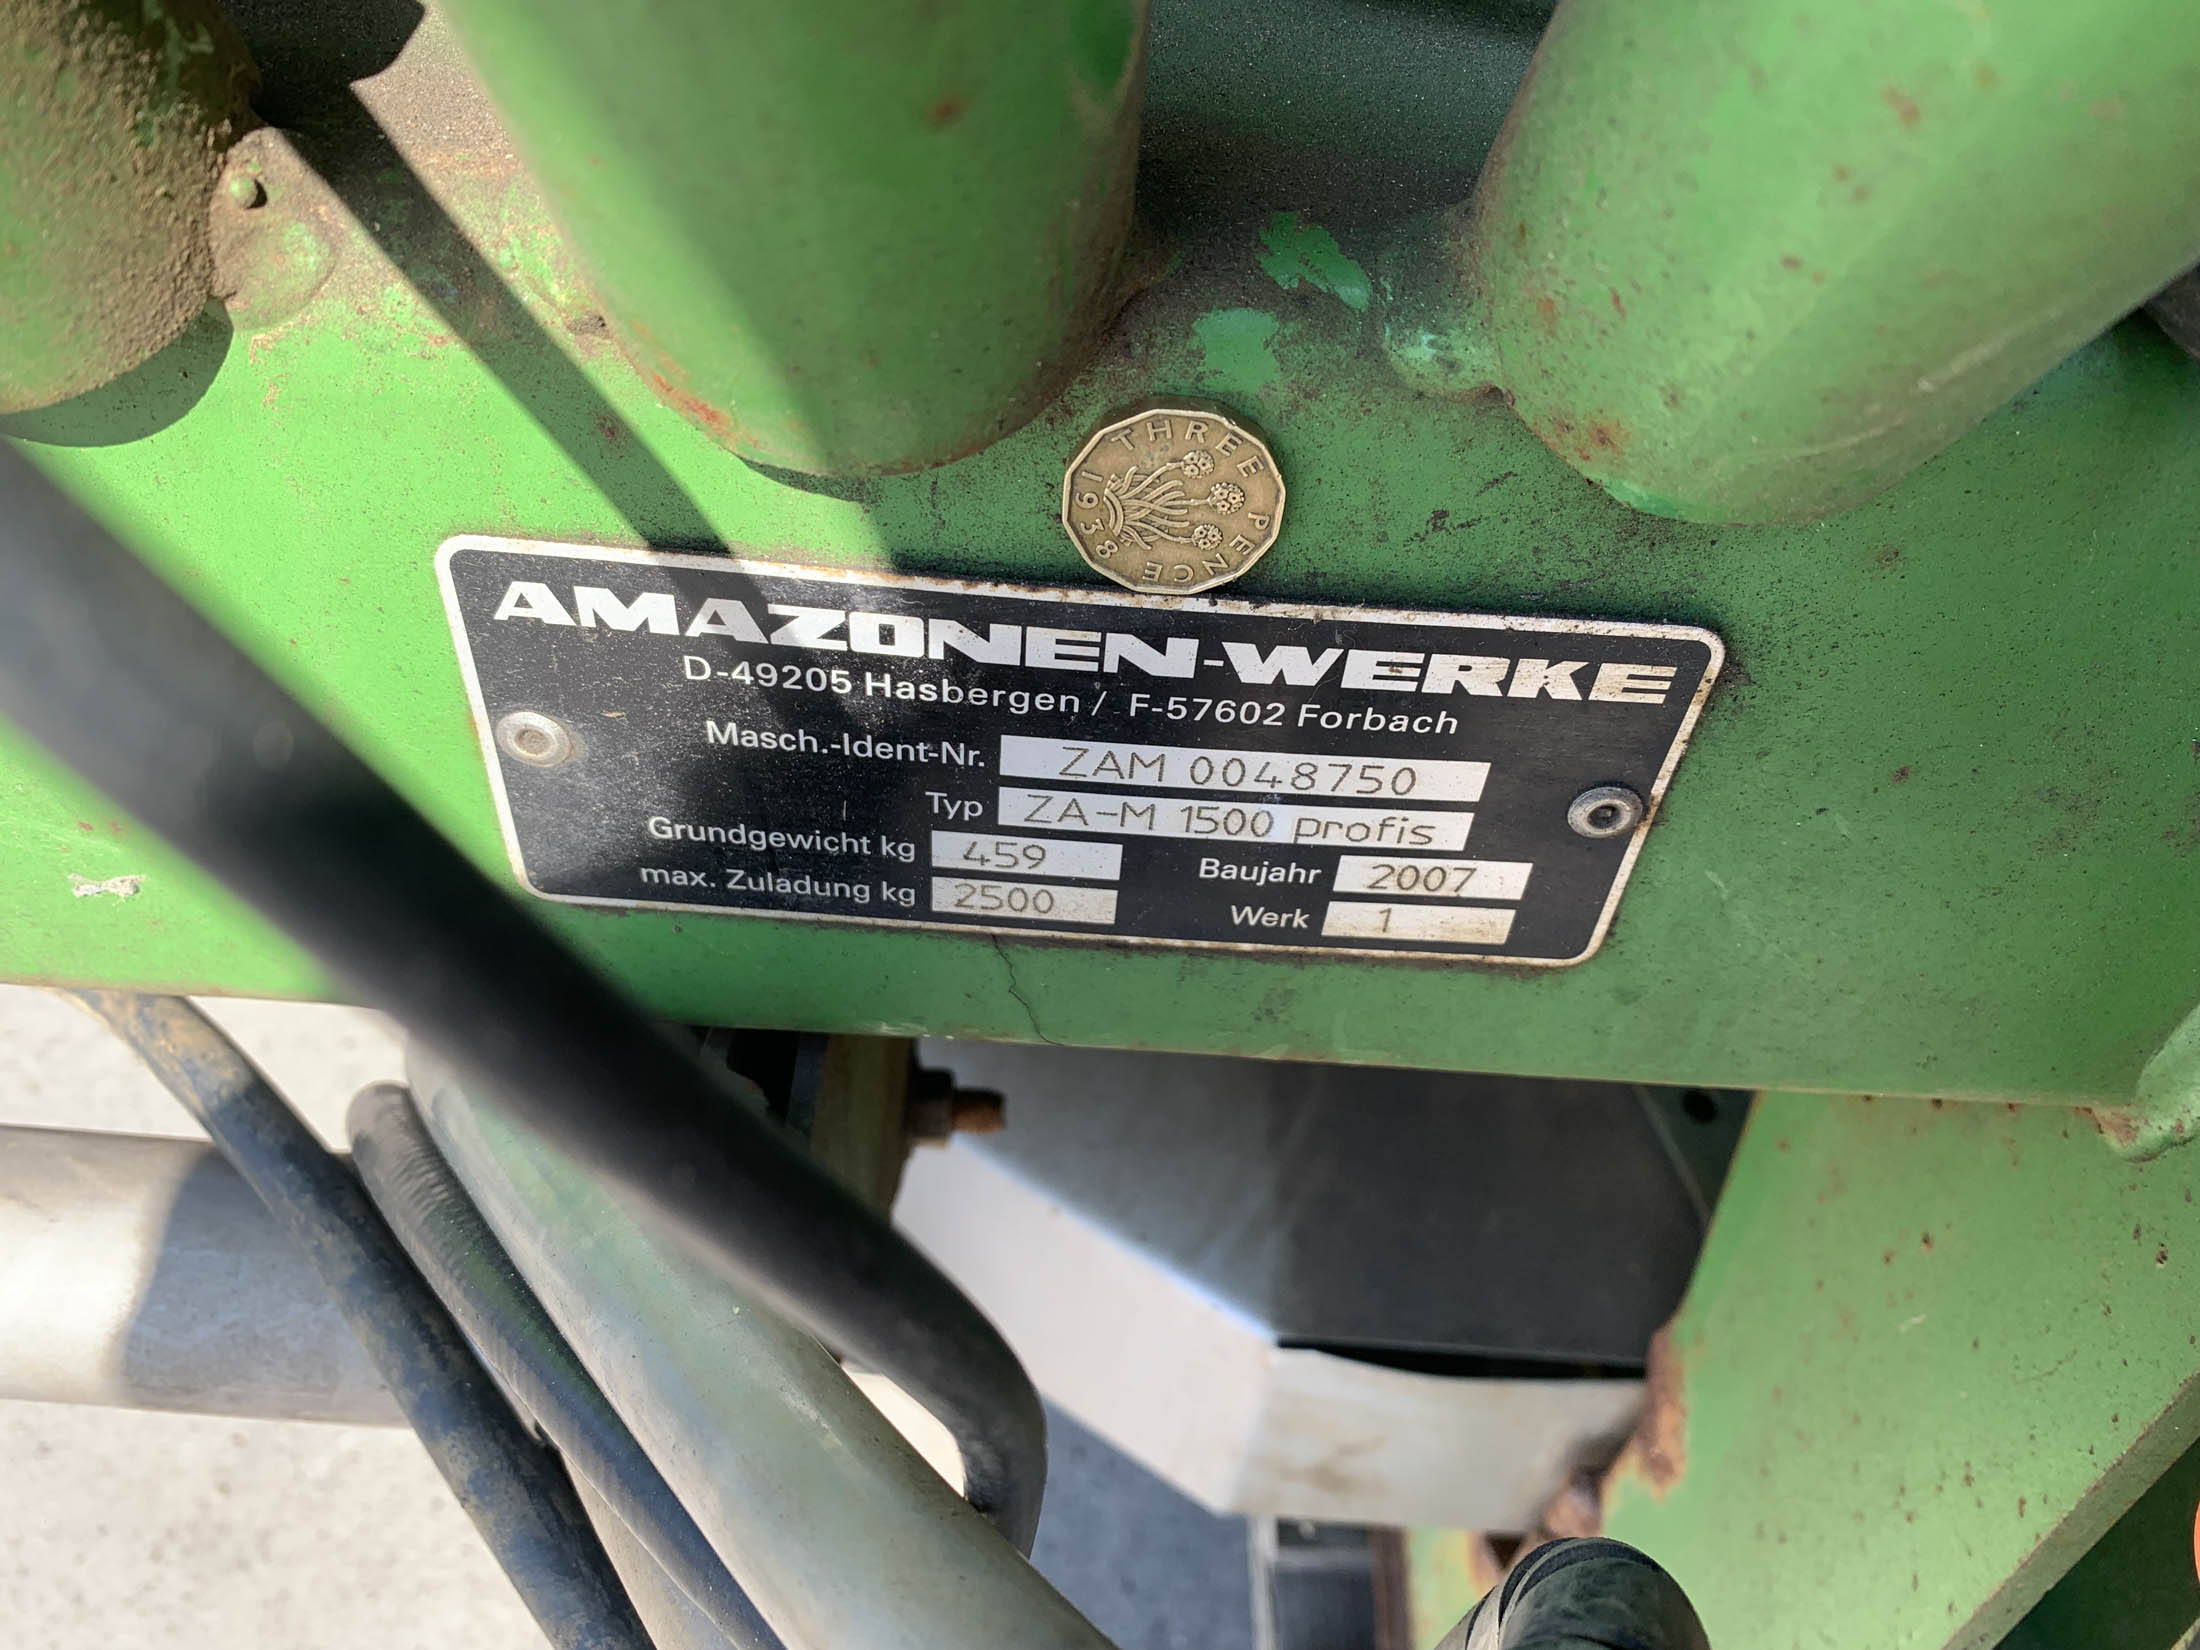 THREE PENCE
1938
AMAZONEN-WERKE
D-49205 Hasbergen / F-57602 Forbach
Masch.-Ident-Nr. ZAM 0048750
Typ ZA-M 1500 profis
Grundgewicht kg 459 Baujahr 2007
max. Zuladung kg 2500 Werk 1